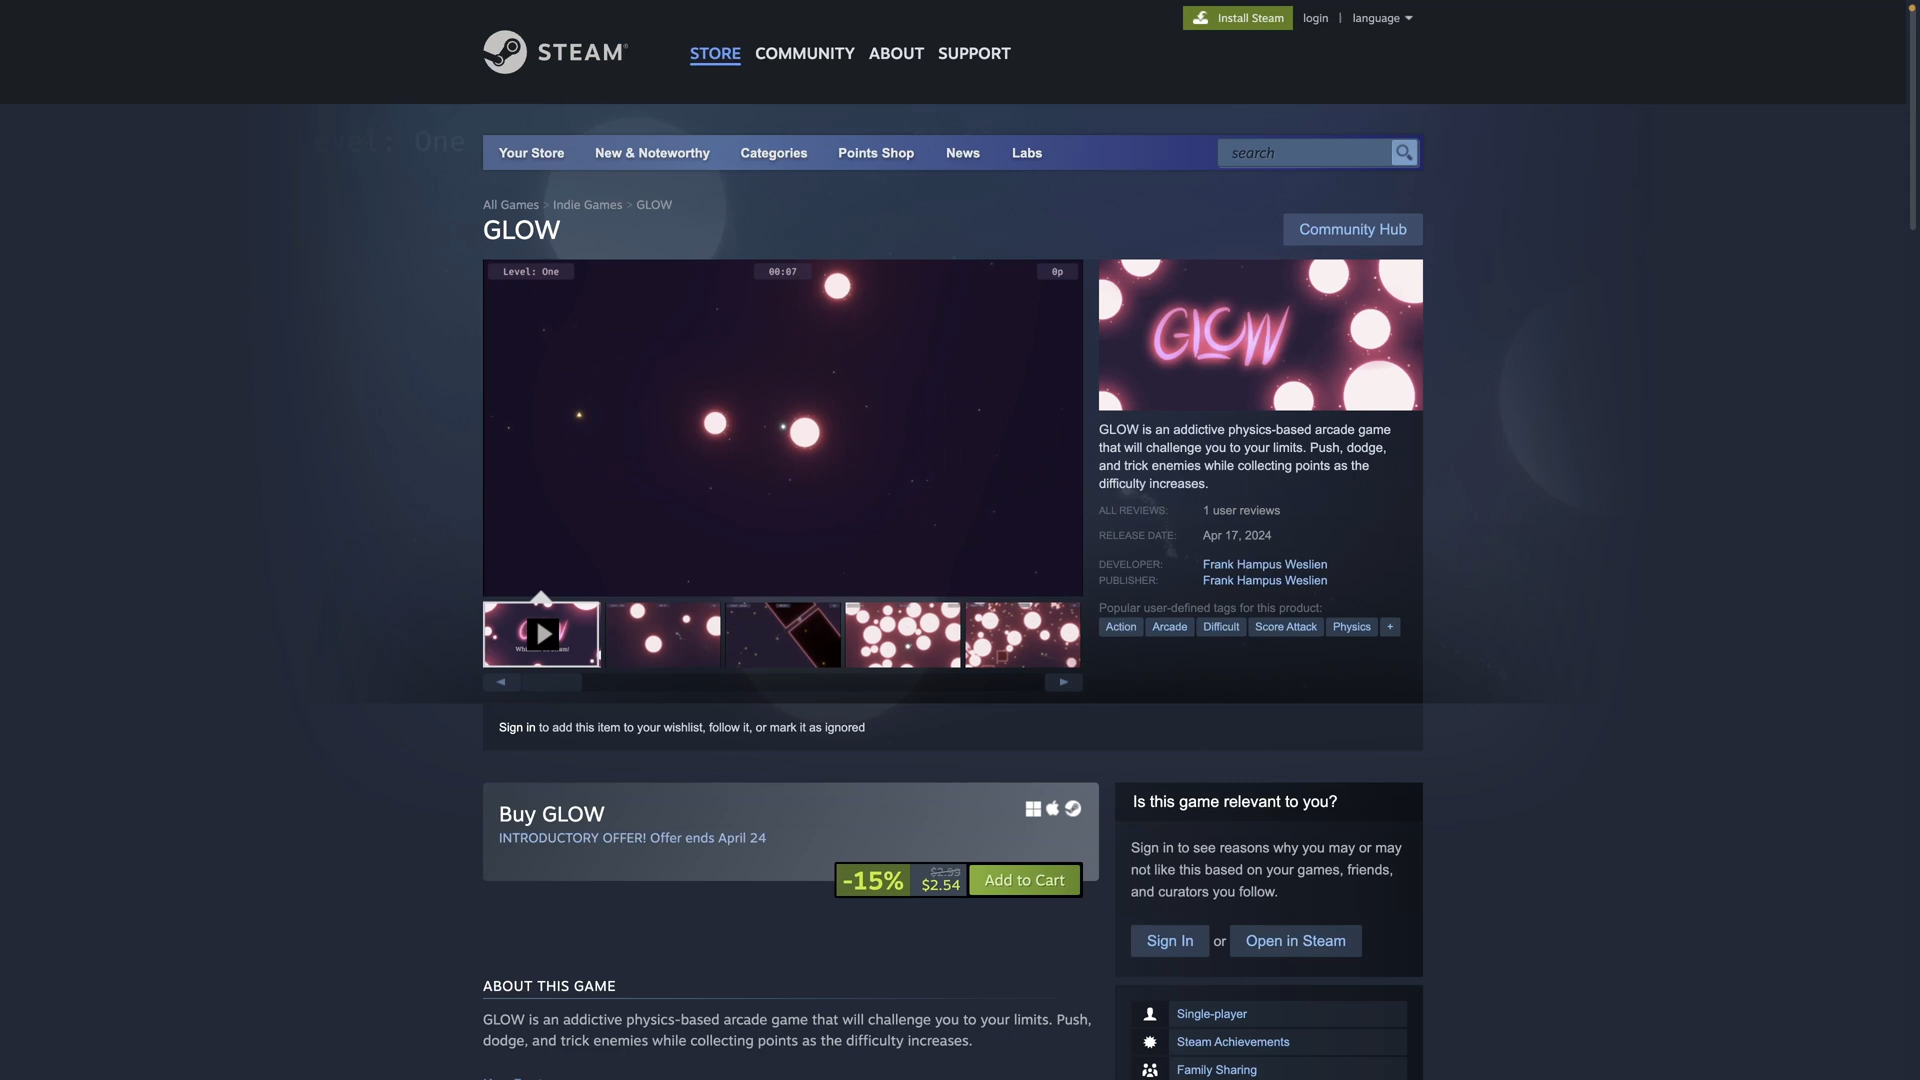 Install Steam
login
|
language
STEAM
STORE
COMMUNITY
ABOUT
SUPPORT
Level: One
Your Store
New & Noteworthy
Categories
Points Shop
News
Labs
search
All Games > Indie Games > GLOW
GLOW
Community Hub
Level: One
00:07
0p
GLOW
GLOW is an addictive physics-based arcade game
that will challenge you to your limits. Push, dodge,
and trick enemies while collecting points as the
difficulty increases.
ALL REVIEWS: 1 user reviews
RELEASE DATE: Apr 17, 2024
DEVELOPER: Frank Hampus Weslien
PUBLISHER: Frank Hampus Weslien
Popular user-defined tags for this product:
Action
Arcade
Difficult
Score Attack
Physics
+
Sign in to add this item to your wishlist, follow it, or mark it as ignored
Buy GLOW
INTRODUCTORY OFFER! Offer ends April 24
-15%
$2.99
$2.54
Add to Cart
Is this game relevant to you?
Sign in to see reasons why you may or may
not like this based on your games, friends,
and curators you follow.
Sign In or Open in Steam
ABOUT THIS GAME
GLOW is an addictive physics-based arcade game that will challenge you to your limits. Push,
dodge, and trick enemies while collecting points as the difficulty increases.
Single-player
Steam Achievements
Family Sharing